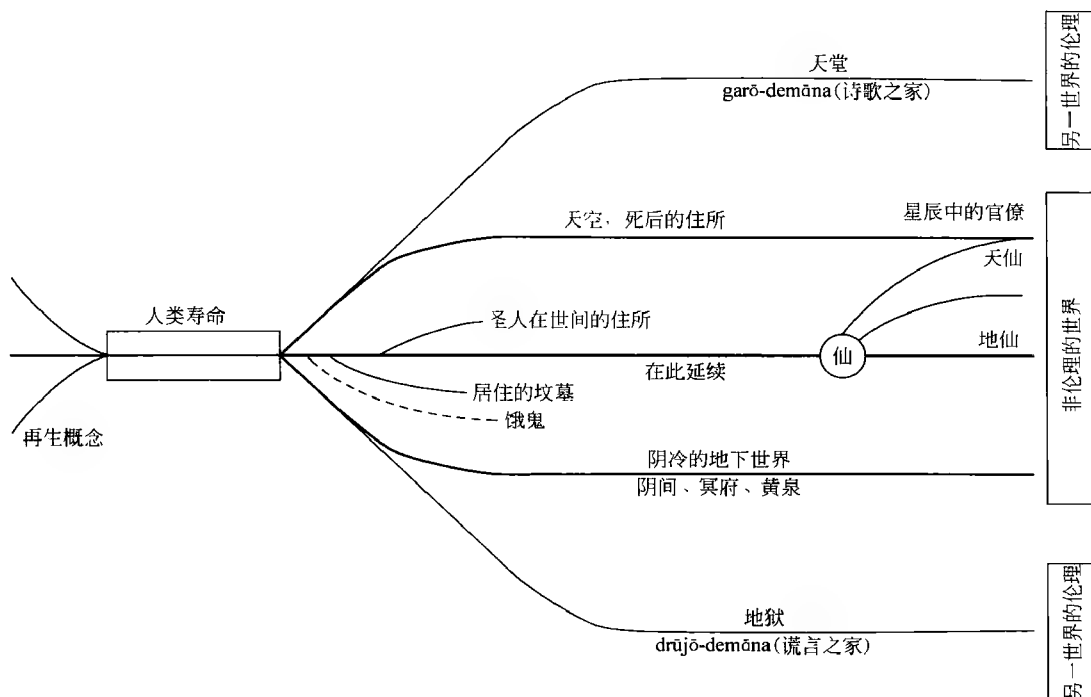 另一世界的伦理
天堂
garō-demāna(诗歌之家)
星辰中的官僚
天空，死后的住所
天仙
人类寿命
圣人在世间的住所
仙
地仙
在此延续
非伦理的世界
居住的坟墓
饿鬼
再生概念
阴冷的地下世界
阴间、冥府、黄泉
地狱
drūjō-demāna(谎言之家)
另一世界的伦理